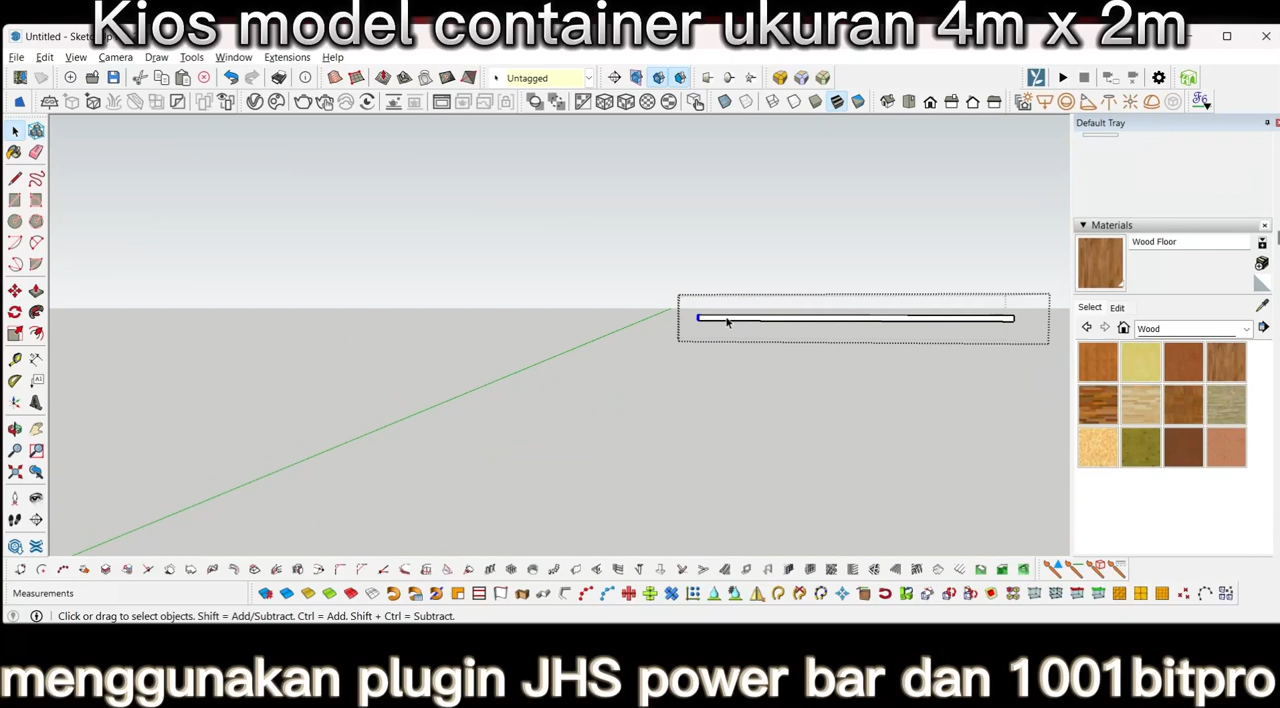 Kios model container ukuran 4m x 2m
Untitled - Sketch
File Edit View Camera Draw Tools Window Extensions Help
Untagged
Default Tray
Materials
Wood Floor
Select Edit
Wood
Measurements
Click or drag to select objects. Shift = Add/Subtract. Ctrl = Add. Shift + Ctrl = Subtract.
menggunakan plugin JHS power bar dan 1001bitpro